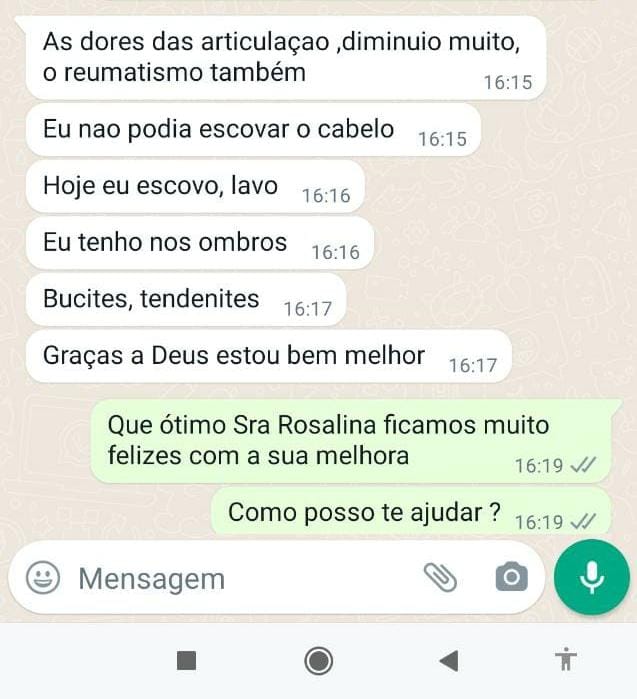 As dores das articulaçao ,diminuio muito,
o reumatismo também
16:15
Eu nao podia escovar o cabelo 16:15
Hoje eu escovo, lavo 16:16
Eu tenho nos ombros 16:16
Bucites, tendenites 16:17
Graças a Deus estou bem melhor 16:17
Que ótimo Sra Rosalina ficamos muito
felizes com a sua melhora 16:19
Como posso te ajudar ? 16:19
Mensagem